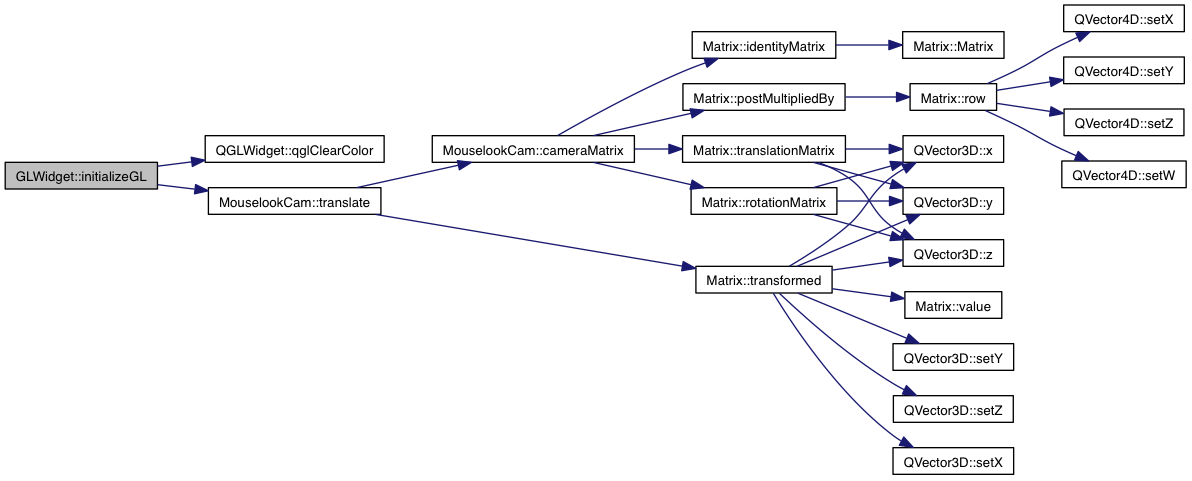 GLWidget::initializeGL
QGLWidget::qglClearColor
MouselookCam::translate
MouselookCam::cameraMatrix
Matrix::identityMatrix
Matrix::postMultipliedBy
Matrix::translationMatrix
Matrix::rotationMatrix
Matrix::transformed
Matrix::Matrix
Matrix::row
QVector3D::x
QVector3D::y
QVector3D::z
Matrix::value
QVector3D::setY
QVector3D::setZ
QVector3D::setX
QVector4D::setX
QVector4D::setY
QVector4D::setZ
QVector4D::setW